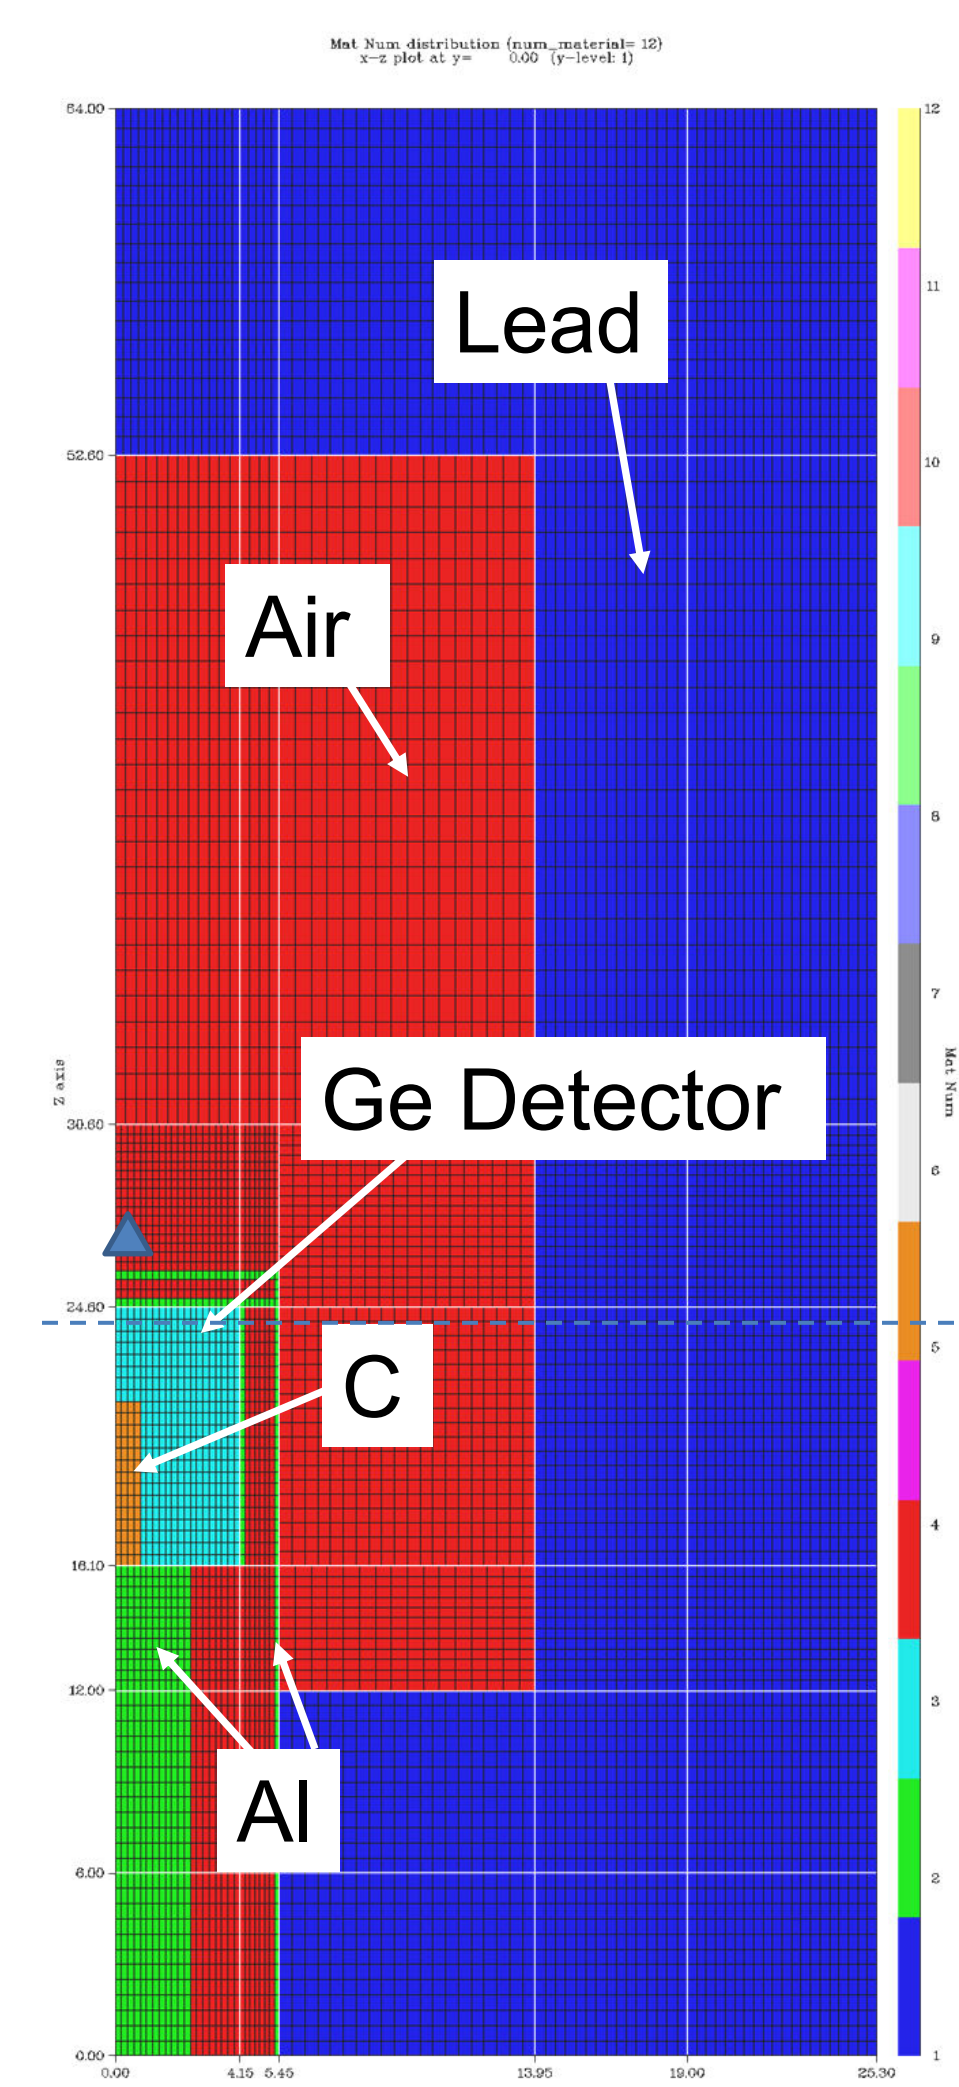 Mat Num distribution (num_material= 12)
x-z plot at y= 0.00 (y-level: 1)
64.00
12
11
Lead
10
52.60
Air
9
8
7
Z axis
Mat Num
Ge Detector
30.60
6
24.60
5
C
4
16.10
3
12.00
Al
2
6.00
0.00
1
0.00 4.15 5.45 13.95 19.00 25.30